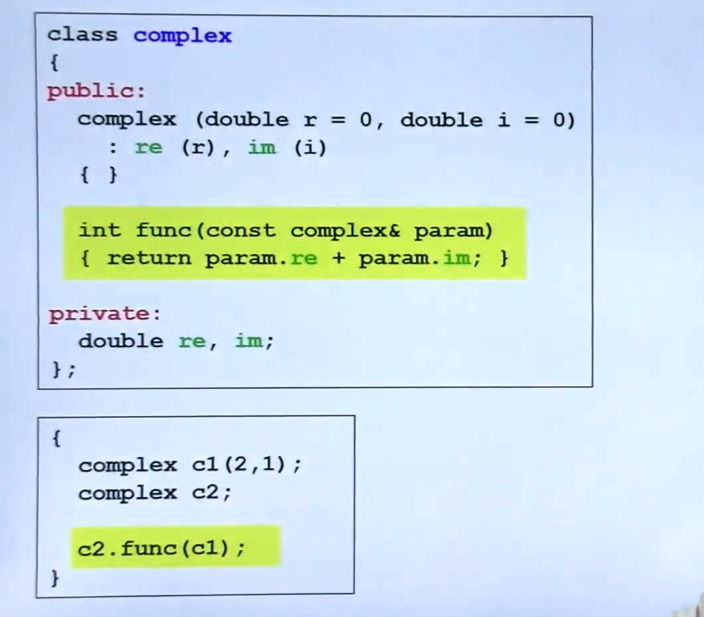 class complex
{
public:
complex (double r = 0, double i = 0)
: re (r), im (i)
{ }
int func(const complex& param)
{ return param.re + param.im; }
private:
double re, im;
};
{
complex c1(2,1);
complex c2;
c2.func(c1);
}